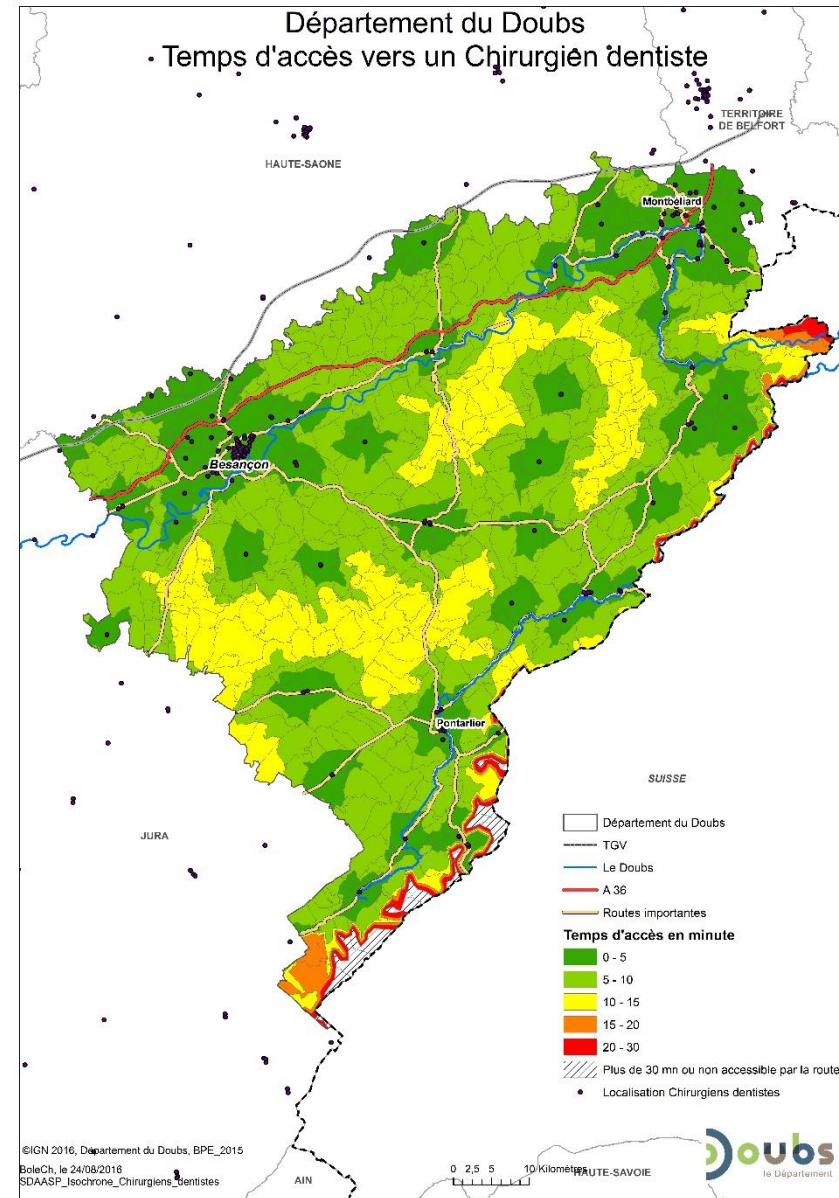 Département du Doubs
Temps d'accès vers un Chirurgien dentiste
TERRITOIRE
DE BELFORT
HAUTE-SAONE
Montbéliard
Besançon
Pontarlier
SUISSE
JURA
Département du Doubs
TGV
Le Doubs
A 36
Routes importantes
Temps d'accès en minute
0 - 5
5 - 10
10 - 15
15 - 20
20 - 30
Plus de 30 mn ou non accessible par la route
Localisation Chirurgiens dentistes
©IGN 2016, Département du Doubs, BPE_2015
BoleCh, le 24/08/2016
SDAASP_Isochrone_Chirurgiens_dentistes
AIN
0 2,5 5 10 Kilomètres
HAUTE-SAVOIE
Doubs
le Département